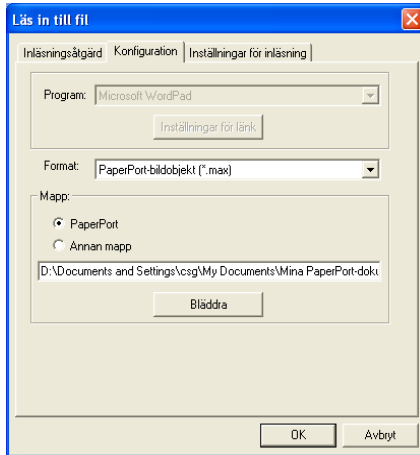 Läs in till fil
Inläsningsåtgärd Konfiguration Inställningar för inläsning
Program: Microsoft WordPad
Inställningar för länk
Format: PaperPort-bildobjekt (*.max)
Mapp:
PaperPort
Annan mapp
D:\Documents and Settings\csg\My Documents\Mina PaperPort-doku
Bläddra
OK Avbryt